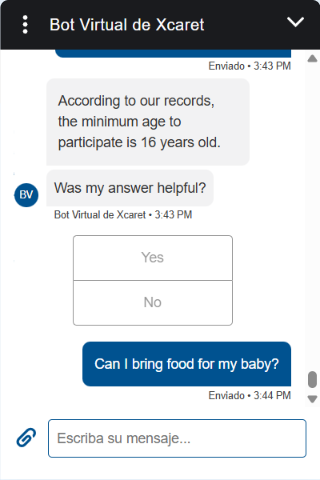 Bot Virtual de Xcaret
Enviado • 3:43 PM
According to our records,
the minimum age to
participate is 16 years old.
Was my answer helpful?
BV
Bot Virtual de Xcaret • 3:43 PM
Yes
No
Can I bring food for my baby?
Enviado • 3:44 PM
Escriba su mensaje...